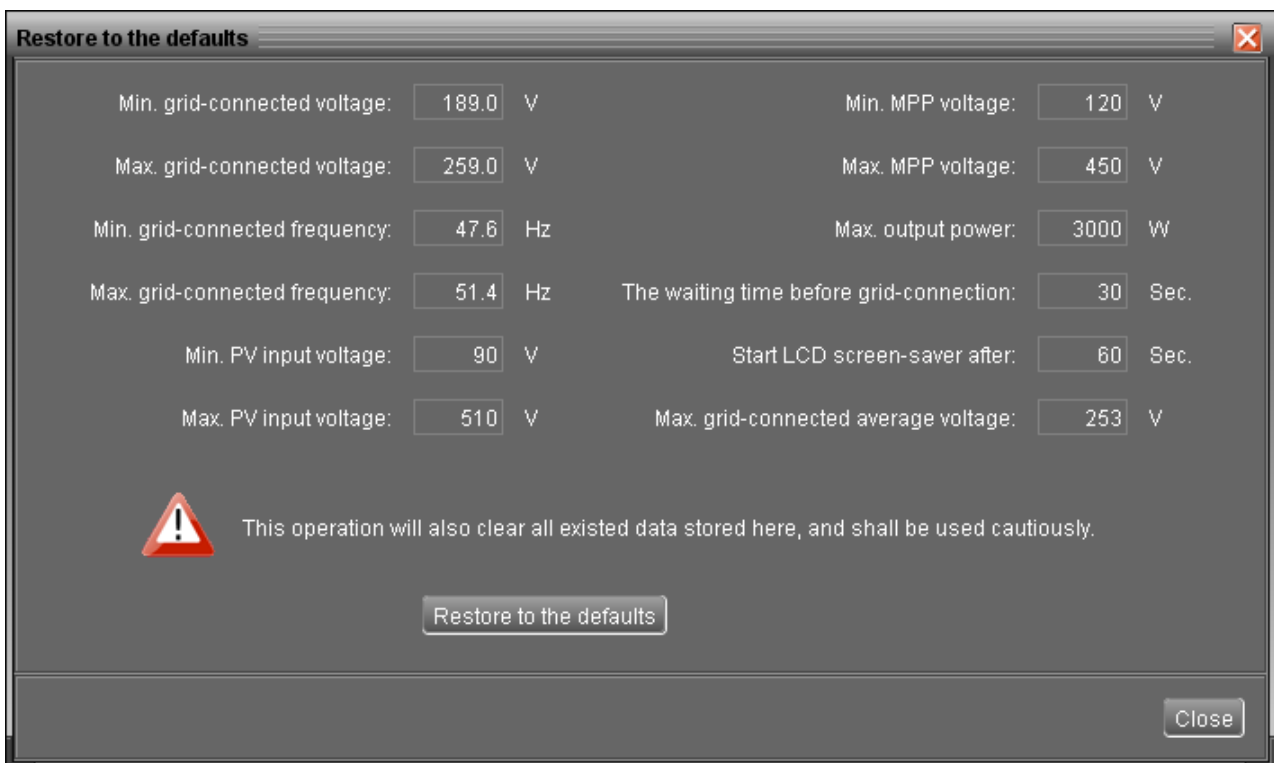 Restore to the defaults
Min. grid-connected voltage: 189.0 V Min. MPP voltage: 120 V
Max. grid-connected voltage: 259.0 V Max. MPP voltage: 450 V
Min. grid-connected frequency: 47.6 Hz Max. output power: 3000 W
Max. grid-connected frequency: 51.4 Hz The waiting time before grid-connection: 30 Sec.
Min. PV input voltage: 90 V Start LCD screen-saver after: 60 Sec.
Max. PV input voltage: 510 V Max. grid-connected average voltage: 253 V
This operation will also clear all existed data stored here, and shall be used cautiously.
Restore to the defaults
Close